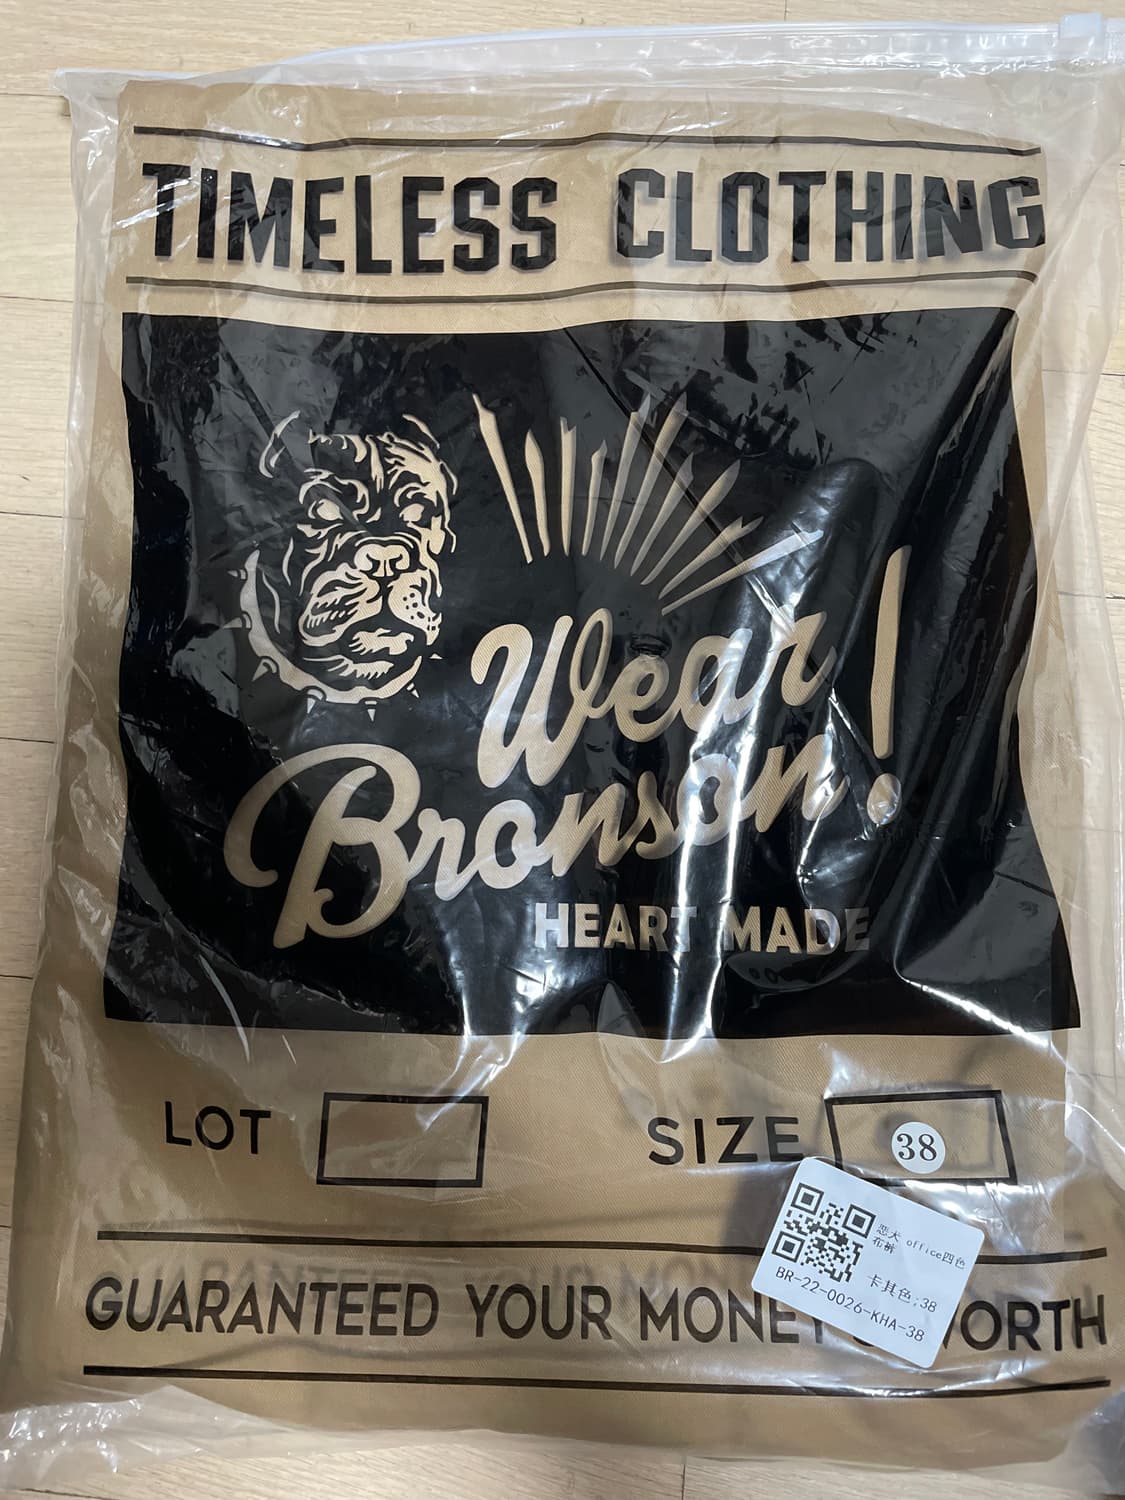 TIMELESS CLOTHING
Wear
Bronson!
HEART MADE
LOT
SIZE
38
恶犬 office四色
布裤
卡其色;38
BR-22-0026-KHA-38
GUARANTEED YOUR MONEY WORTH